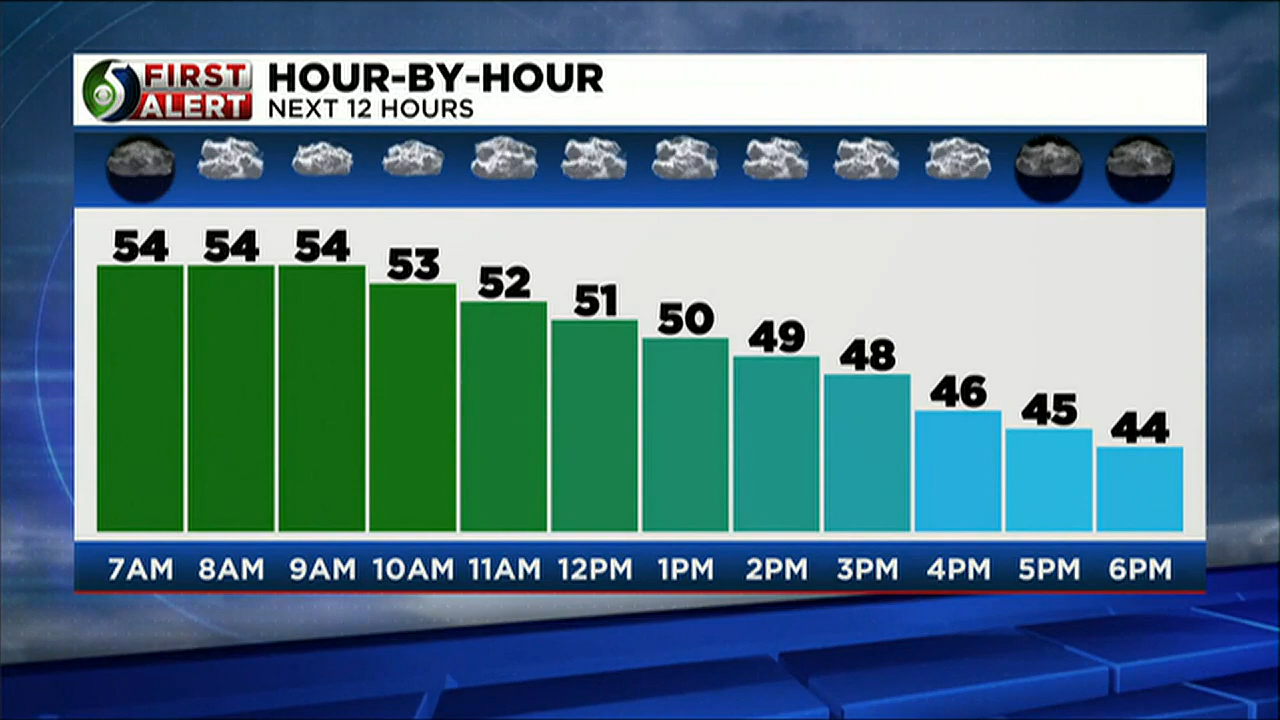 5 FIRST ALERT
HOUR-BY-HOUR
NEXT 12 HOURS
54 54 54 53 52 51 50 49 48 46 45 44
7AM 8AM 9AM 10AM 11AM 12PM 1PM 2PM 3PM 4PM 5PM 6PM